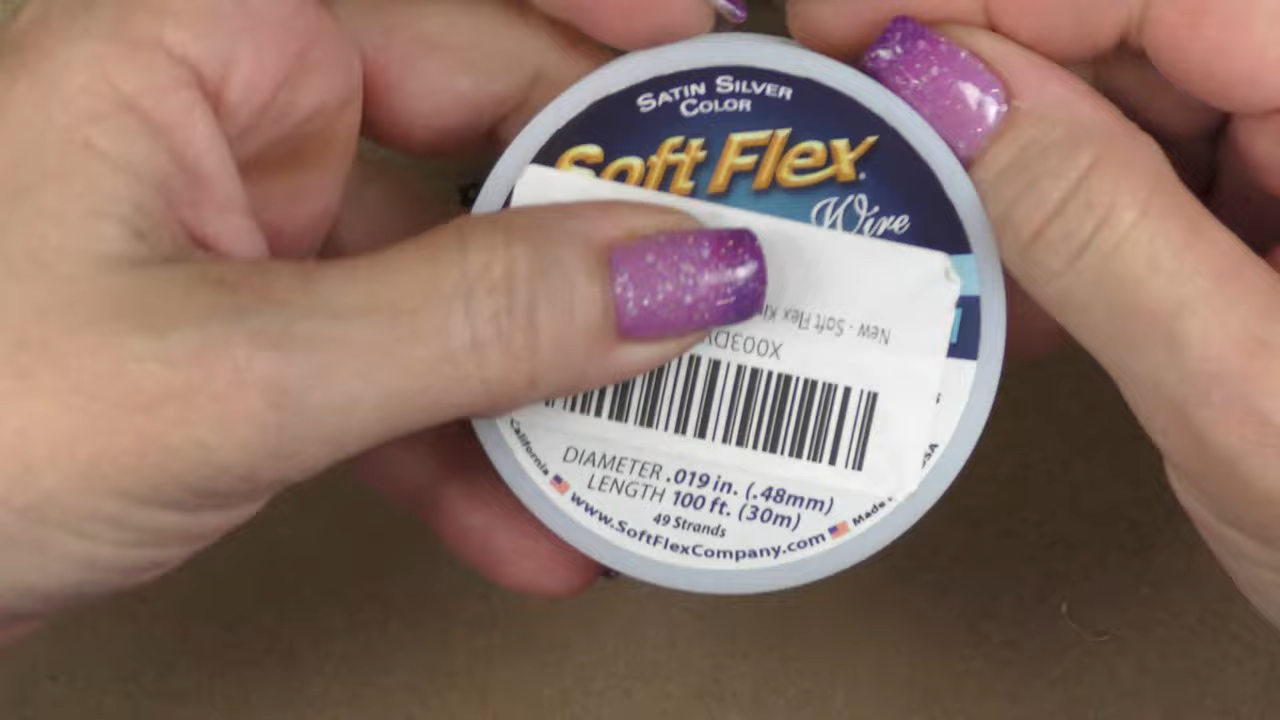 SATIN SILVER
COLOR
Soft Flex
Wire
New - Soft Flex
X003D
California
DIAMETER .019 in. (.48mm)
LENGTH 100 ft. (30m)
49 Strands
www.SoftFlexCompany.com
Made